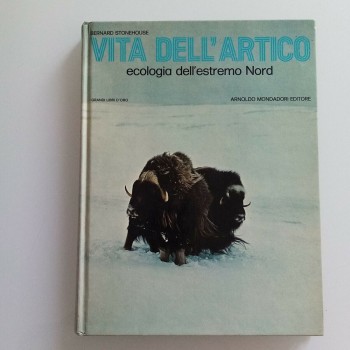 BERNARD STONEHOUSE
VITA DELL'ARTICO
ecologia dell'estremo Nord
GRANDI LIBRI D'ORO
ARNOLDO MONDADORI EDITORE